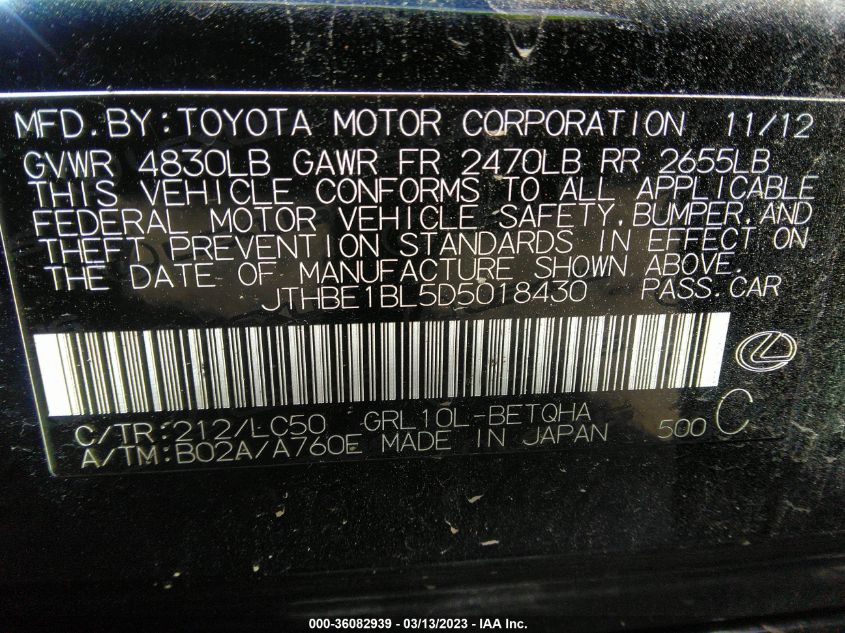 MFD.BY:TOYOTA MOTOR CORPORATION 11/12
GVWR 4830LB GAWR FR 2470LB RR 2655LB
THIS VEHICLE CONFORMS TO ALL APPLICABLE
FEDERAL MOTOR VEHICLE SAFETY,BUMPER,AND
THEFT PREVENTION STANDARDS IN EFFECT ON
THE DATE OF MANUFACTURE SHOWN ABOVE.
JTHBE1BL5D5018430 PASS.CAR
C/TR:212/LC50 GRL10L-BETQHA
A/TM:B02A/A760E MADE IN JAPAN 500 C
000-36082939 - 03/13/2023 - IAA Inc.